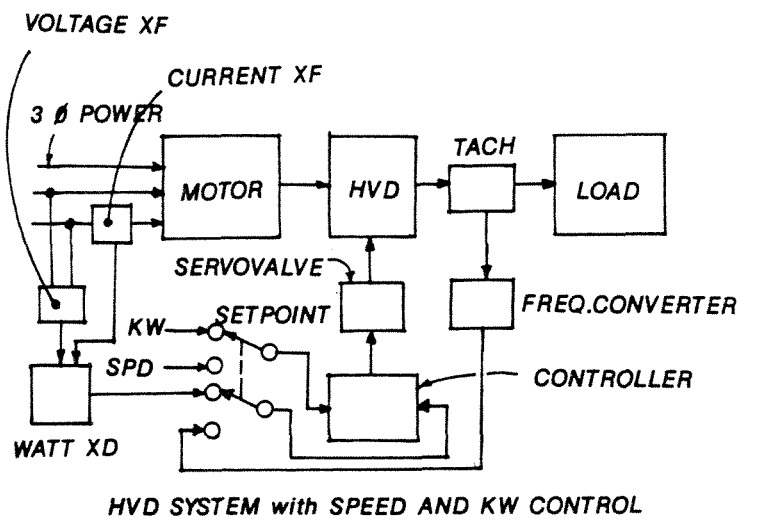 VOLTAGE XF
CURRENT XF
3 Ø POWER
TACH
MOTOR
HVD
LOAD
SERVOVALVE
SETPOINT
FREQ.CONVERTER
KW
SPD
CONTROLLER
WATT XD
HVD SYSTEM with SPEED AND KW CONTROL